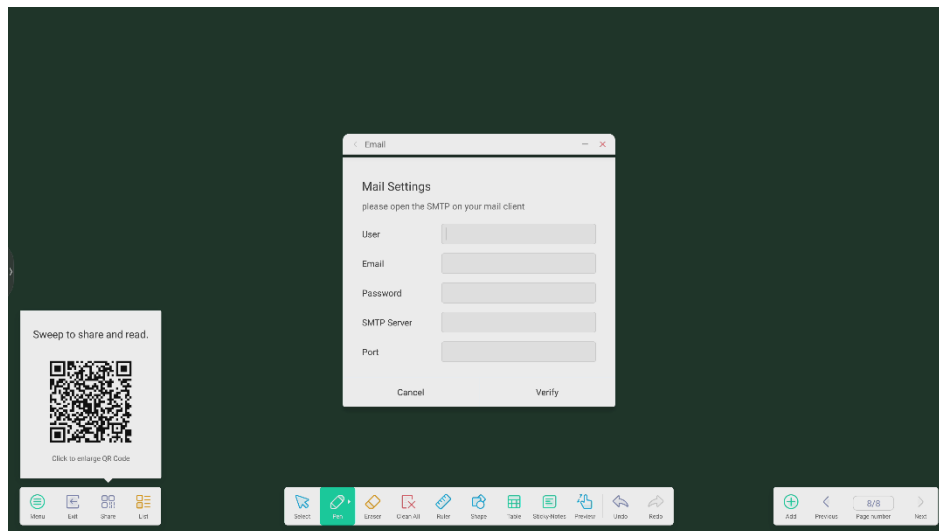 Email
Mail Settings
please open the SMTP on your mail client
User
Email
Password
SMTP Server
Port
Cancel Verify
Sweep to share and read.
Click to enlarge QR Code
Menu Exit Share List
Select Pen Eraser Clean All Ruler Shape Table Sticky-Notes Preview Undo Redo
8/8
Add Previous Page number Next